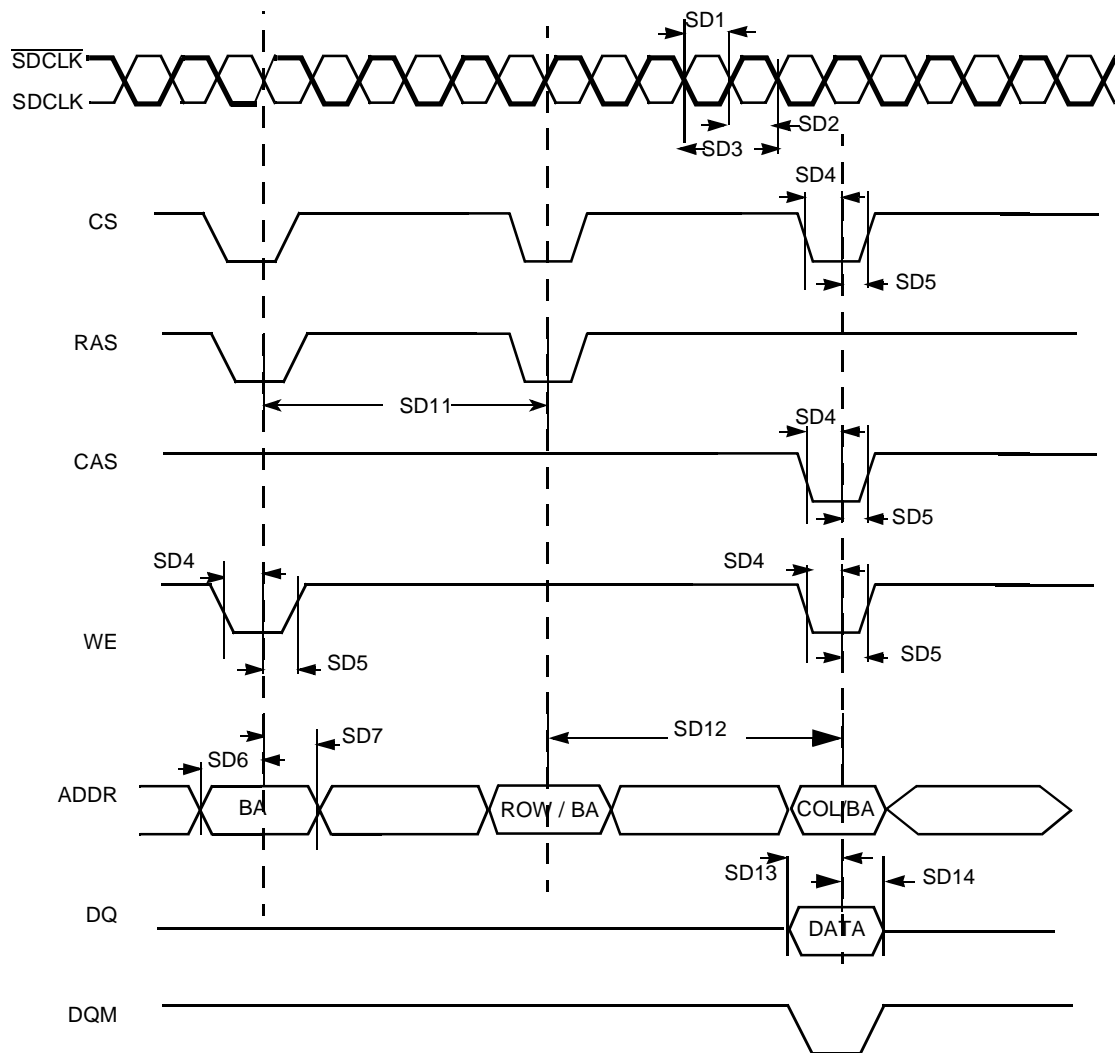 SD1
SDCLK
SDCLK
SD2
SD3
SD4
CS
SD5
RAS
SD11
SD4
CAS
SD5
SD4
SD4
WE
SD5
SD5
SD12
SD7
SD6
ADDR
BA
ROW / BA
COL/BA
SD13
SD14
DQ
DATA
DQM